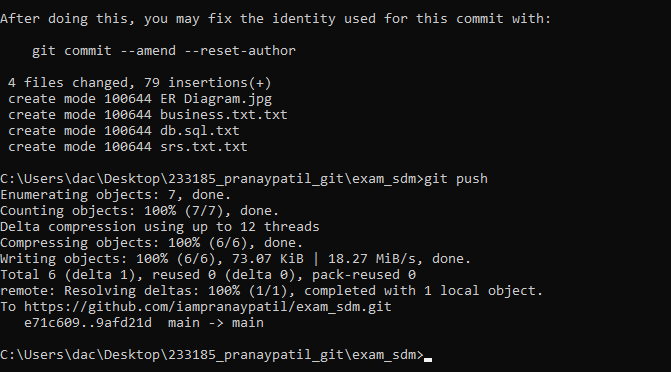 After doing this, you may fix the identity used for this commit with:
git commit --amend --reset-author
4 files changed, 79 insertions(+)
create mode 100644 ER Diagram.jpg
create mode 100644 business.txt.txt
create mode 100644 db.sql.txt
create mode 100644 srs.txt.txt
C:\Users\dac\Desktop\233185_pranaypatil_git\exam_sdm>git push
Enumerating objects: 7, done.
Counting objects: 100% (7/7), done.
Delta compression using up to 12 threads
Compressing objects: 100% (6/6), done.
Writing objects: 100% (6/6), 73.07 KiB | 18.27 MiB/s, done.
Total 6 (delta 1), reused 0 (delta 0), pack-reused 0
remote: Resolving deltas: 100% (1/1), completed with 1 local object.
To https://github.com/iampranaypatil/exam_sdm.git
e71c609..9afd21d  main -> main
C:\Users\dac\Desktop\233185_pranaypatil_git\exam_sdm>